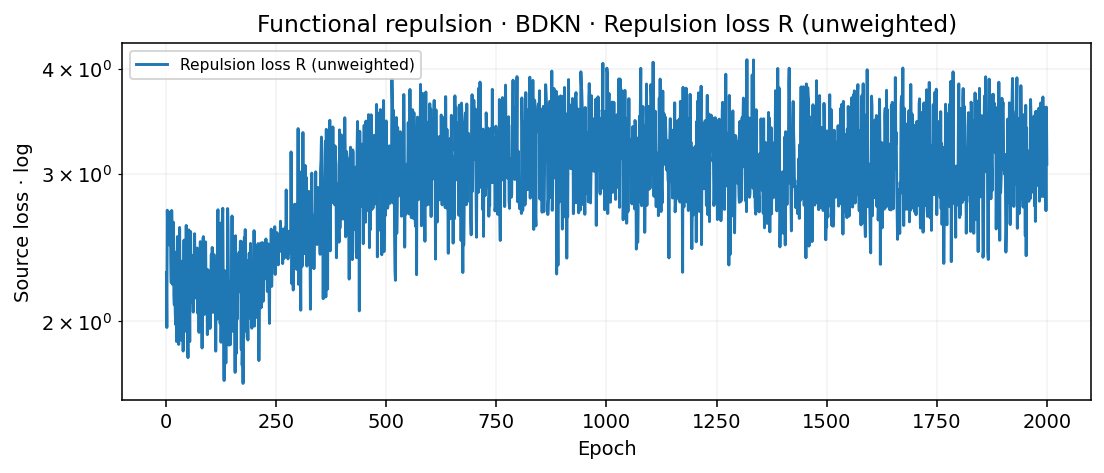 Functional repulsion · BDKN · Repulsion loss R (unweighted)
Repulsion loss R (unweighted)
Source loss · log
4 × 10⁰
3 × 10⁰
2 × 10⁰
0 250 500 750 1000 1250 1500 1750 2000
Epoch